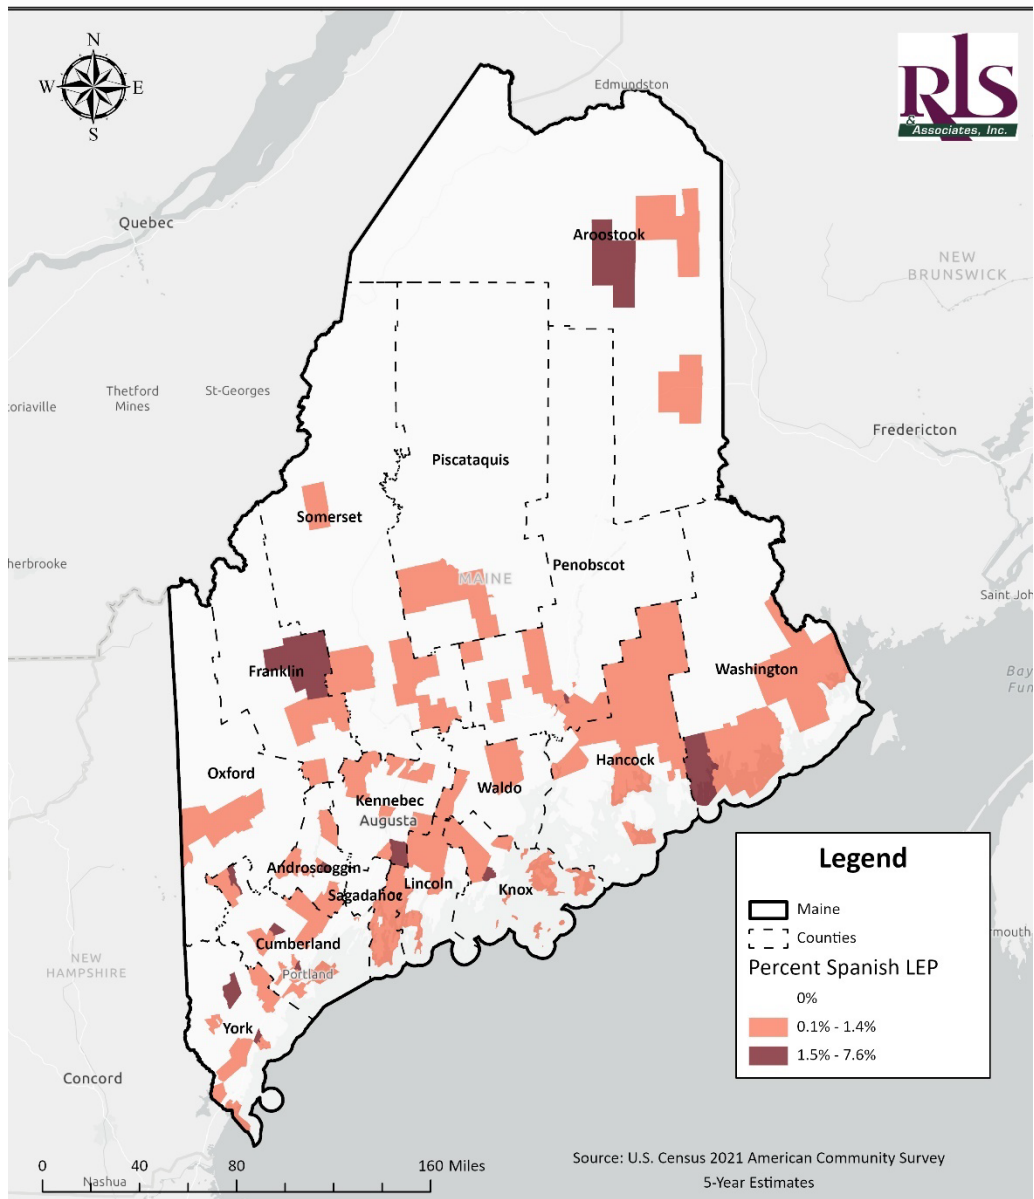 N
W E
S
Edmundston
RLS
& Associates, Inc.
Quebec
Aroostook
NEW
BRUNSWICK
Thetford
Mines
St-Georges
toriaville
Fredericton
Piscataquis
Somerset
herbrooke
Penobscot
MAINE
Saint Joh
Franklin
Washington
Bay
Fun
Oxford
Hancock
Waldo
Kennebec
Augusta
Androscoggin
Lincoln
Knox
Sagadahoc
Cumberland
Portland
NEW
HAMPSHIRE
York
Concord
Nashua
rmouth
Legend
Maine
Counties
Percent Spanish LEP
0%
0.1% - 1.4%
1.5% - 7.6%
0 40 80 160 Miles
Source: U.S. Census 2021 American Community Survey
5-Year Estimates